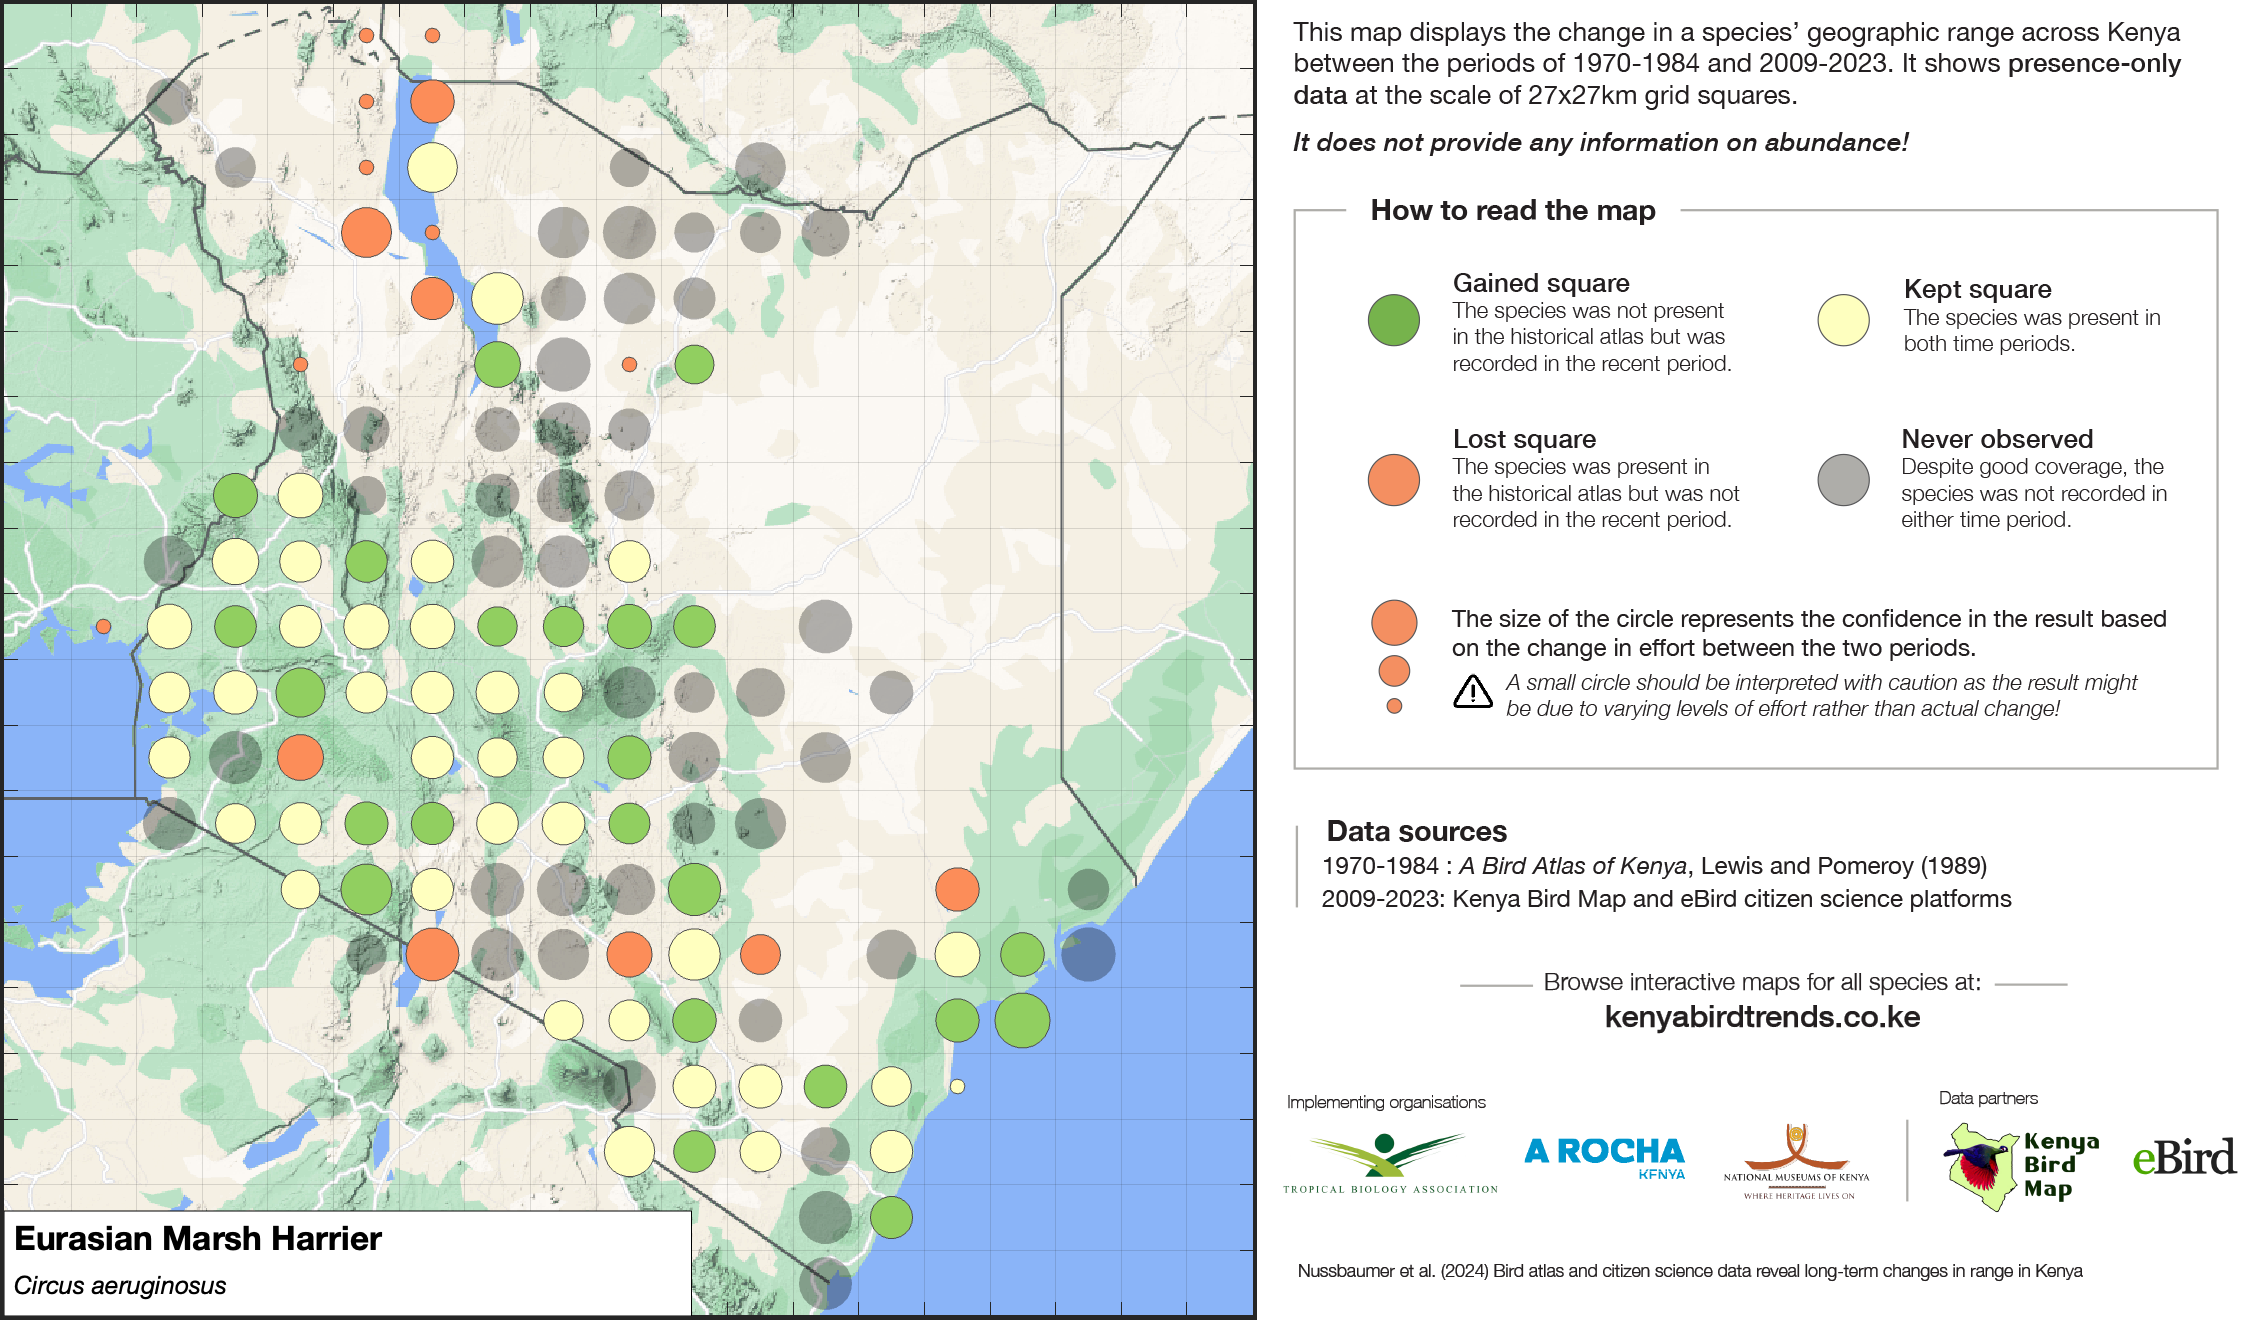 This map displays the change in a species’ geographic range across Kenya
between the periods of 1970-1984 and 2009-2023. It shows presence-only
data at the scale of 27x27km grid squares.
It does not provide any information on abundance!
How to read the map
Gained square
The species was not present
in the historical atlas but was
recorded in the recent period.
Kept square
The species was present in
both time periods.
Lost square
The species was present in
the historical atlas but was not
recorded in the recent period.
Never observed
Despite good coverage, the
species was not recorded in
either time period.
The size of the circle represents the confidence in the result based
on the change in effort between the two periods.
A small circle should be interpreted with caution as the result might
be due to varying levels of effort rather than actual change!
Data sources
1970-1984 : A Bird Atlas of Kenya, Lewis and Pomeroy (1989)
2009-2023: Kenya Bird Map and eBird citizen science platforms
Browse interactive maps for all species at:
kenyabirdtrends.co.ke
Implementing organisations
Data partners
TROPICAL BIOLOGY ASSOCIATION
A ROCHA
KENYA
NATIONAL MUSEUMS OF KENYA
WHERE HERITAGE LIVES ON
Kenya
Bird
Map
eBird
Nussbaumer et al. (2024) Bird atlas and citizen science data reveal long-term changes in range in Kenya
Eurasian Marsh Harrier
Circus aeruginosus